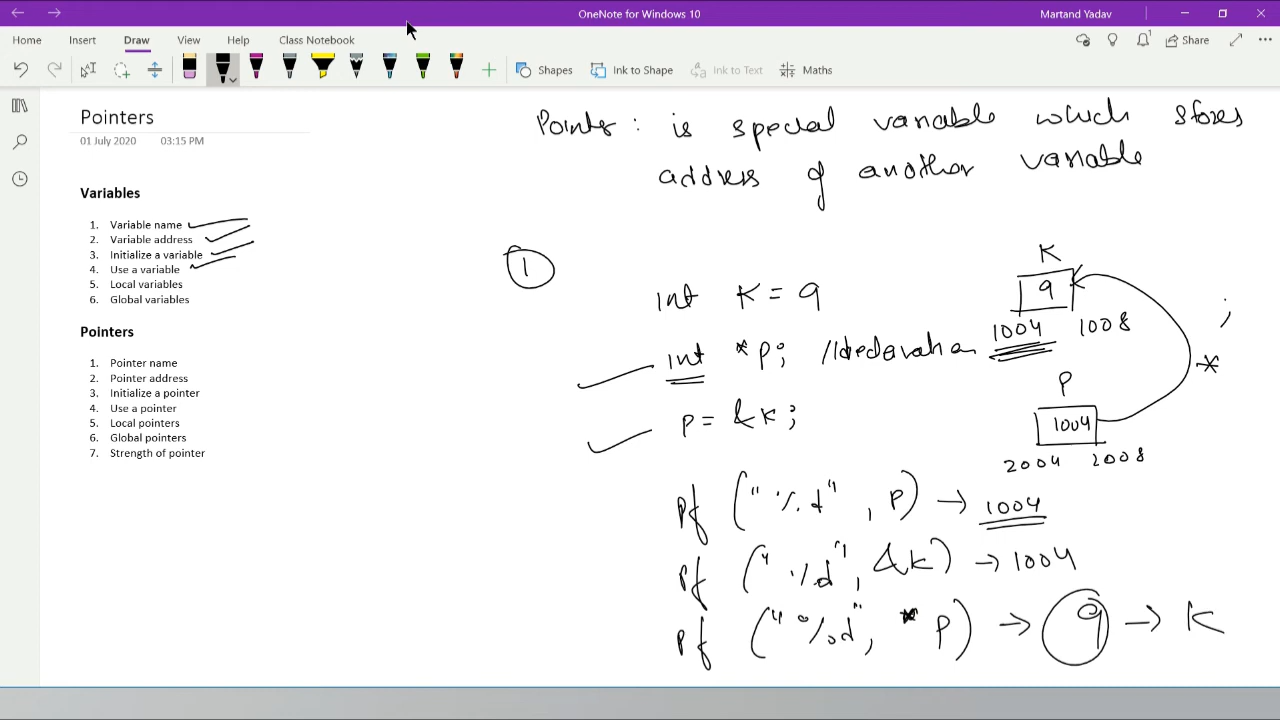 OneNote for Windows 10
Martand Yadav
Home Insert Draw View Help Class Notebook
Share
Shapes Ink to Shape Ink to Text Maths
Pointers
01 July 2020 03:15 PM
Variables
1. Variable name
2. Variable address
3. Initialize a variable
4. Use a variable
5. Local variables
6. Global variables
Pointers
1. Pointer name
2. Pointer address
3. Initialize a pointer
4. Use a pointer
5. Local pointers
6. Global pointers
7. Strength of pointer
Pointer : is special variable which stores
address of another variable
1
int K = 9
int *p; //declaration
p = &k;
pf ("%d", p) → 1004
pf ("%d", &k) → 1004
pf ("%d", *p) → 9 → K
K
9
1004 1008
;
*
P
1004
2004 2008